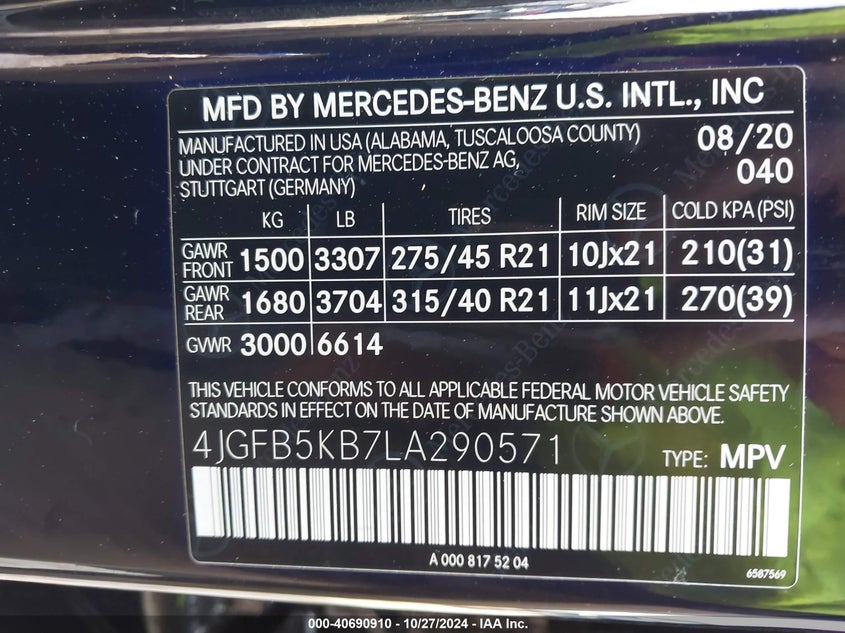 MFD BY MERCEDES-BENZ U.S. INTL., INC
MANUFACTURED IN USA (ALABAMA, TUSCALOOSA COUNTY) 08/20
UNDER CONTRACT FOR MERCEDES-BENZ AG, 040
STUTTGART (GERMANY)
KG LB TIRES RIM SIZE COLD KPA (PSI)
GAWR FRONT 1500 3307 275/45 R21 10Jx21 210(31)
GAWR REAR 1680 3704 315/40 R21 11Jx21 270(39)
GVWR 3000 6614
THIS VEHICLE CONFORMS TO ALL APPLICABLE FEDERAL MOTOR VEHICLE SAFETY
STANDARDS IN EFFECT ON THE DATE OF MANUFACTURE SHOWN ABOVE.
4JGFB5KB7LA290571 TYPE: MPV
A 000 817 52 04
6587569
000-40690910 - 10/27/2024 - IAA Inc.